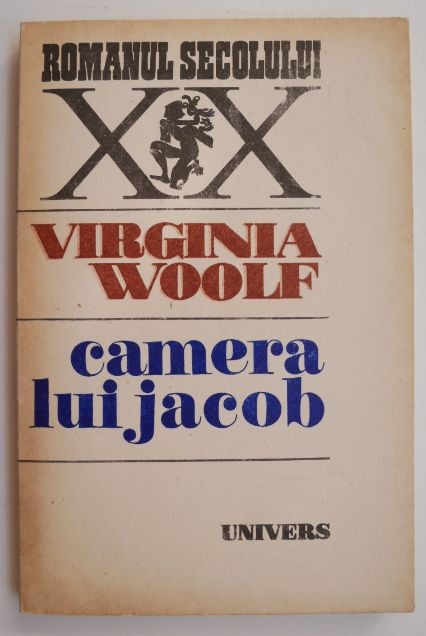 ROMANUL SECOLULUI
XX
VIRGINIA
WOOLF
camera
lui jacob
UNIVERS